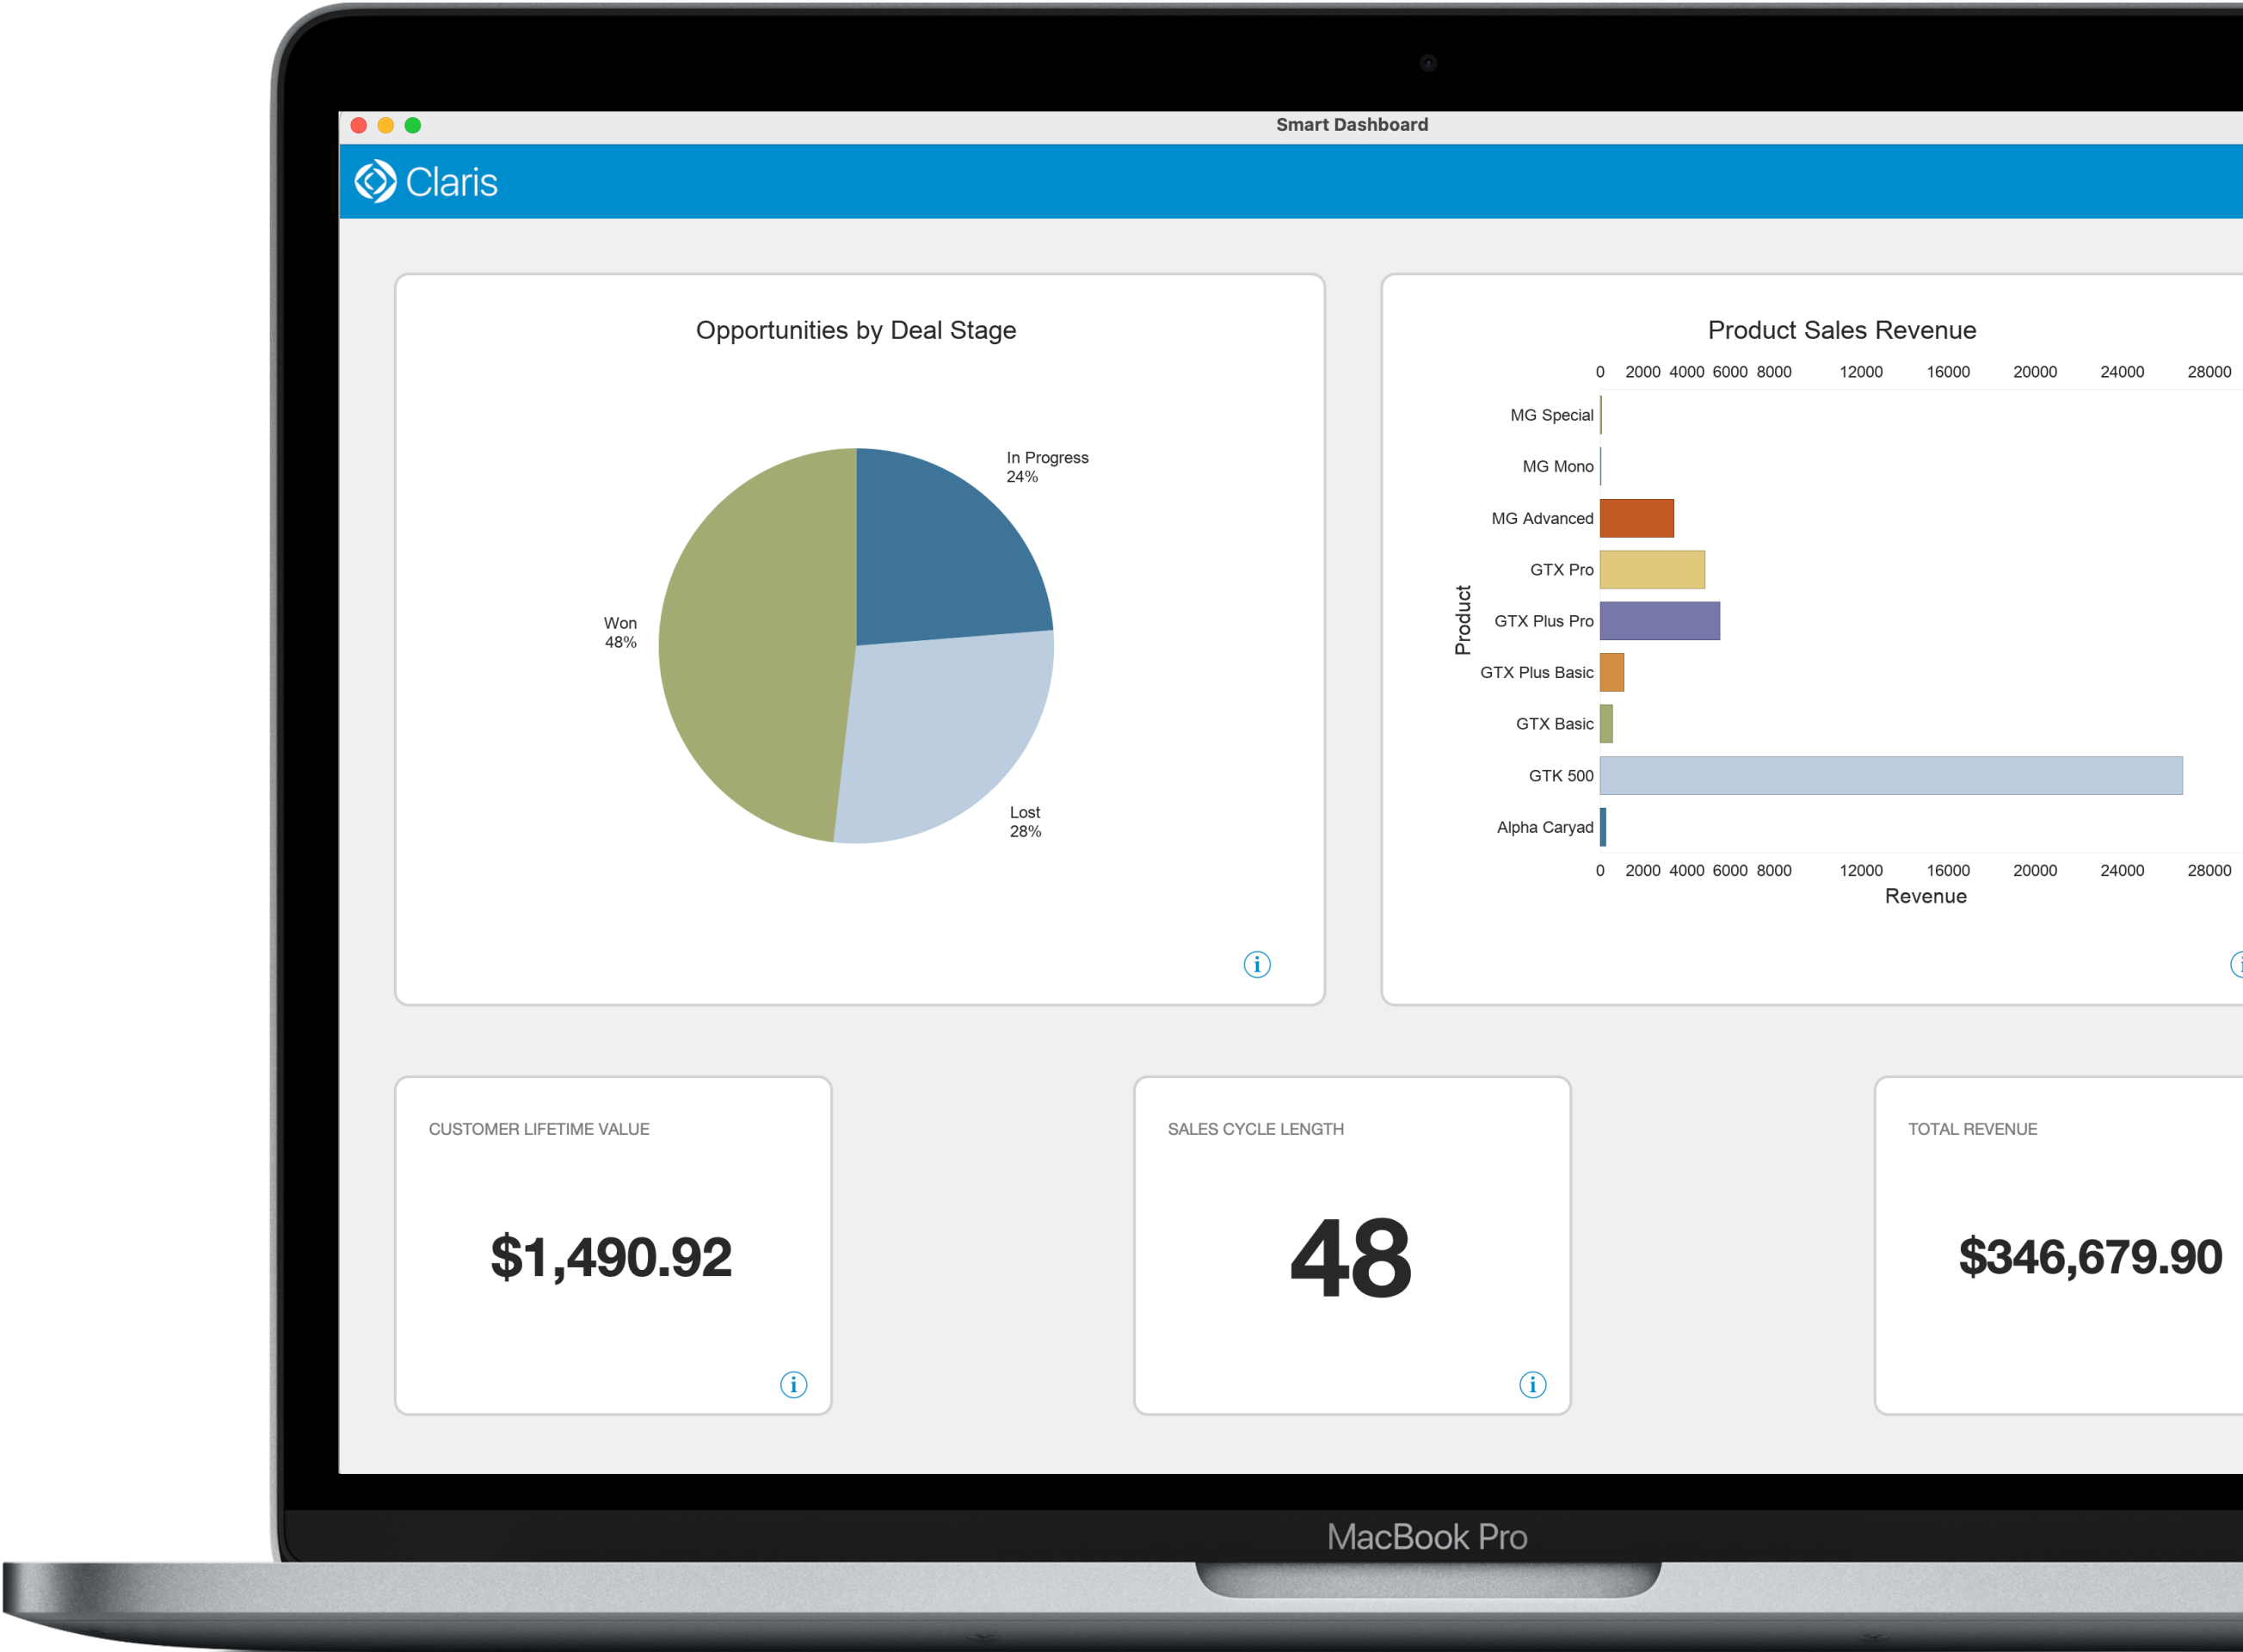 Smart Dashboard
Claris
Opportunities by Deal Stage
In Progress
24%
Won
48%
Lost
28%
Product Sales Revenue
0 2000 4000 6000 8000 12000 16000 20000 24000 28000
Product
MG Special
MG Mono
MG Advanced
GTX Pro
GTX Plus Pro
GTX Plus Basic
GTX Basic
GTK 500
Alpha Caryad
0 2000 4000 6000 8000 12000 16000 20000 24000 28000
Revenue
i
i
CUSTOMER LIFETIME VALUE
$1,490.92
i
SALES CYCLE LENGTH
48
i
TOTAL REVENUE
$346,679.90
MacBook Pro